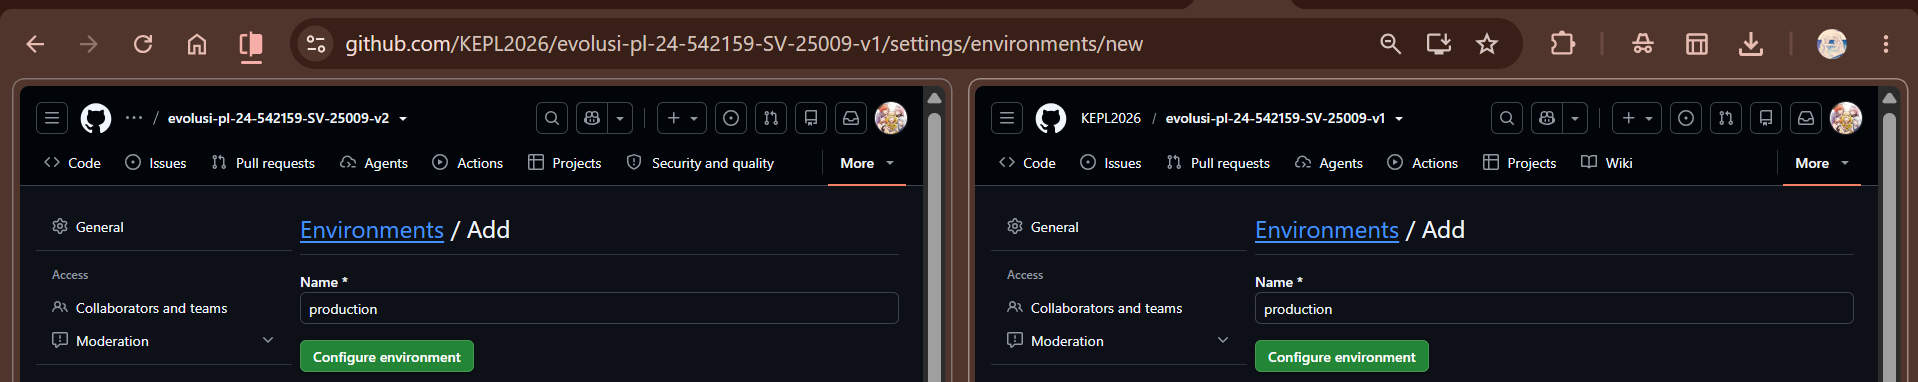 github.com/KEPL2026/evolusi-pl-24-542159-SV-25009-v1/settings/environments/new
··· / evolusi-pl-24-542159-SV-25009-v2
Code Issues Pull requests Agents Actions Projects Security and quality More
General
Access
Collaborators and teams
Moderation
Environments / Add
Name *
production
Configure environment
KEPL2026 / evolusi-pl-24-542159-SV-25009-v1
Code Issues Pull requests Agents Actions Projects Wiki More
General
Access
Collaborators and teams
Moderation
Environments / Add
Name *
production
Configure environment